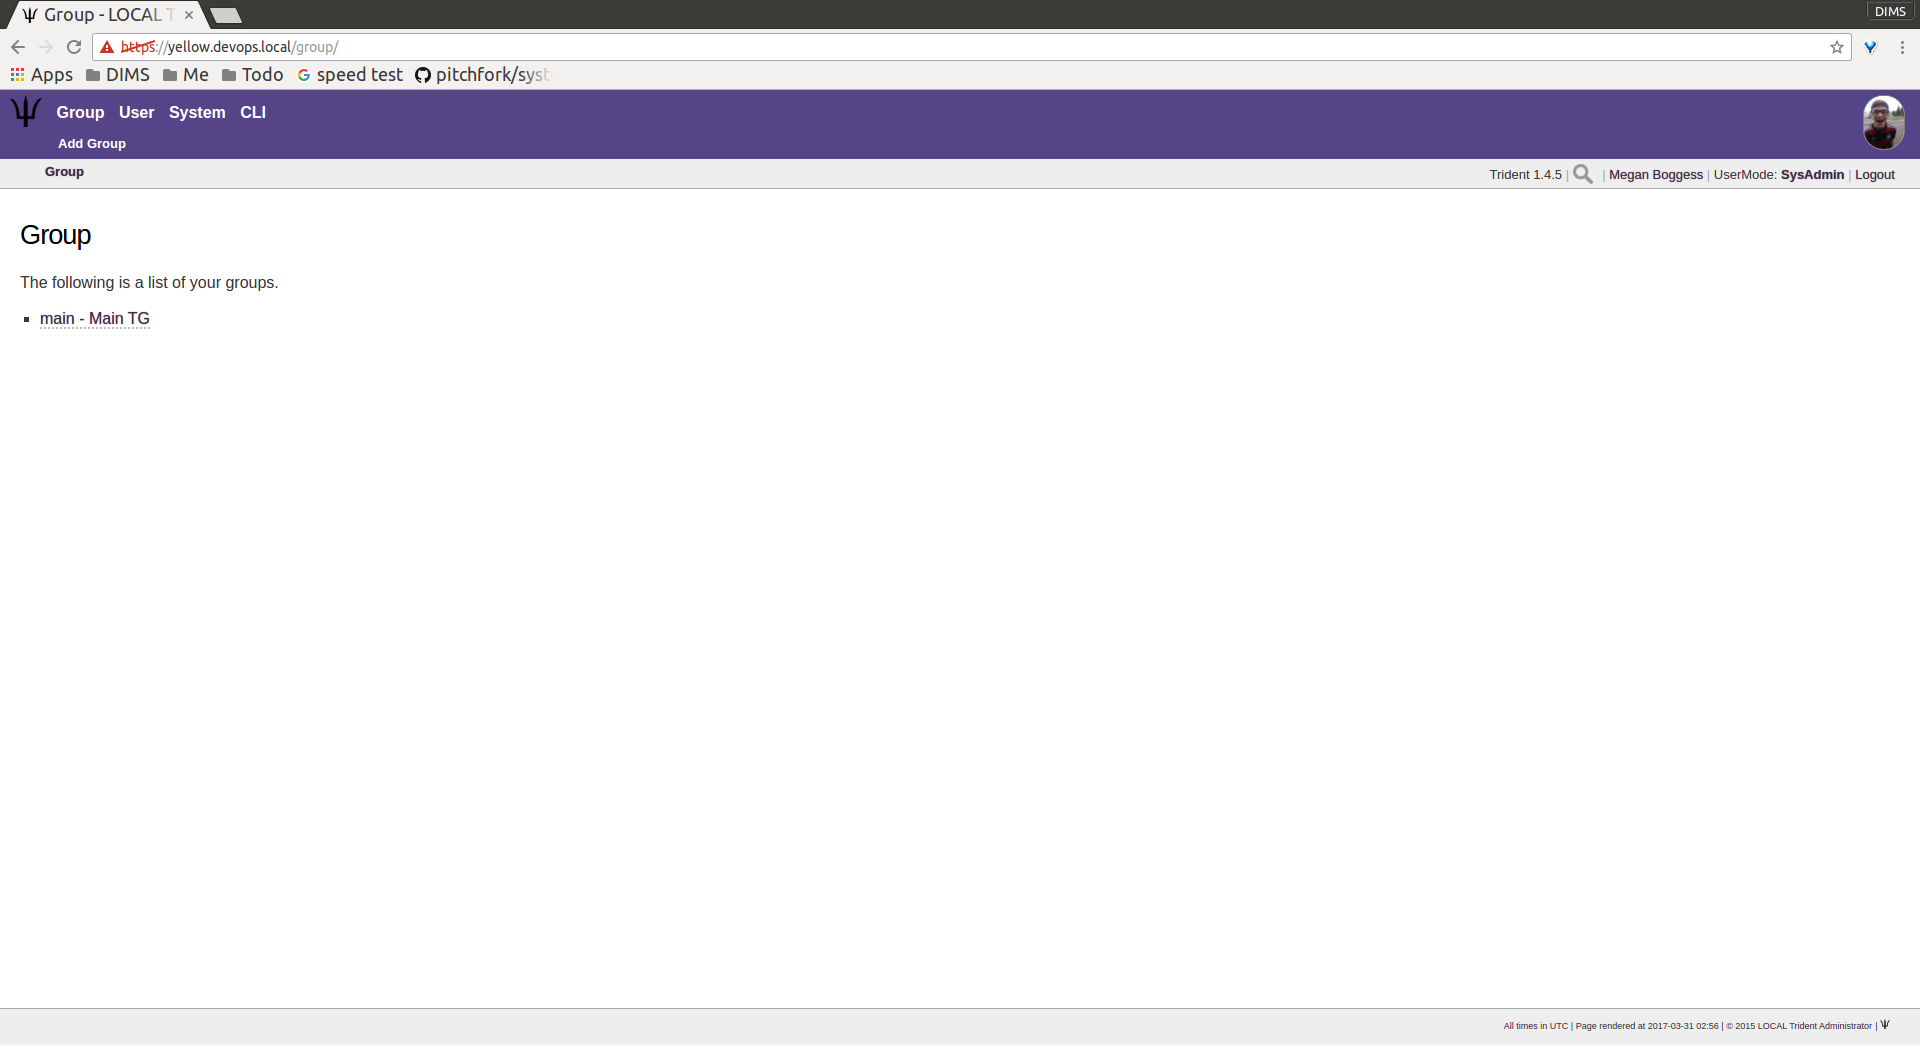 Group - LOCAL T
DIMS
https://yellow.devops.local/group/
Apps DIMS Me Todo speed test pitchfork/syst
Group User System CLI
Add Group
Group
Trident 1.4.5 | | Megan Boggess | UserMode: SysAdmin | Logout
Group
The following is a list of your groups.
main - Main TG
All times in UTC | Page rendered at 2017-03-31 02:56 | © 2015 LOCAL Trident Administrator |